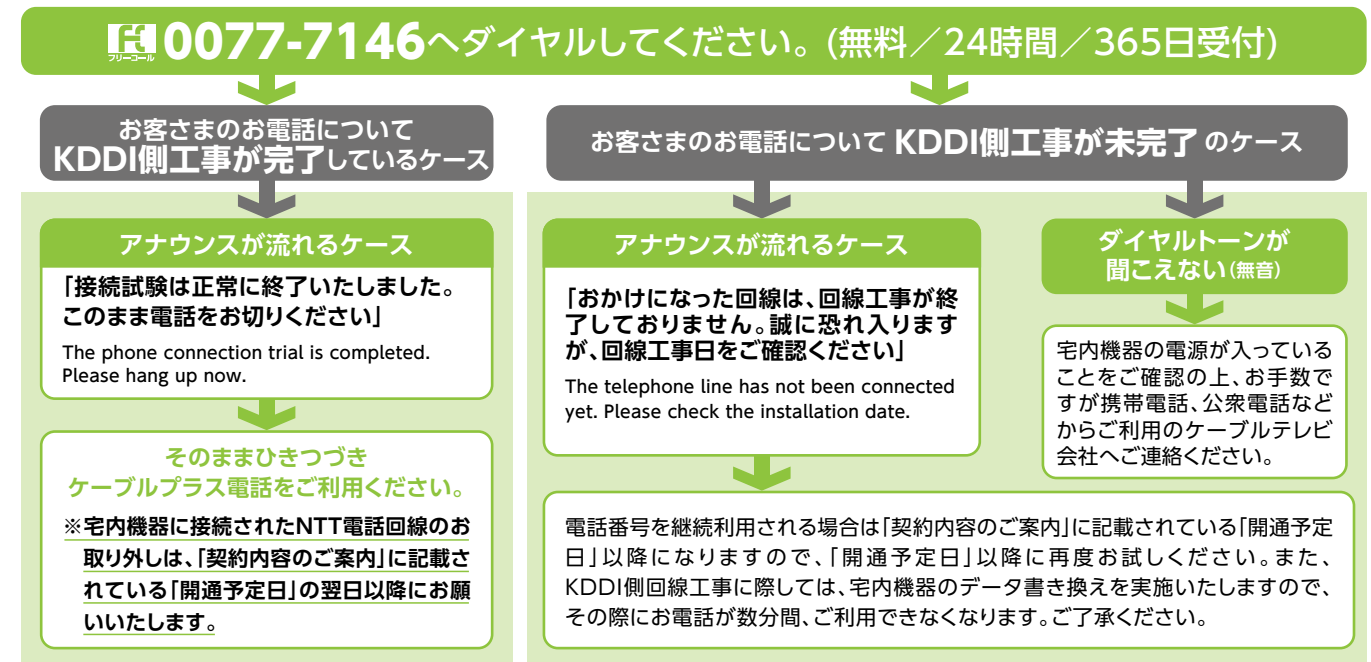 フリーコール
0077-7146へダイヤルしてください。(無料／24時間／365日受付)
お客さまのお電話について
KDDI側工事が完了しているケース
アナウンスが流れるケース
「接続試験は正常に終了いたしました。
このまま電話をお切りください」
The phone connection trial is completed.
Please hang up now.
そのままひきつづき
ケーブルプラス電話をご利用ください。
※宅内機器に接続されたNTT電話回線のお
取り外しは、「契約内容のご案内」に記載さ
れている「開通予定日」の翌日以降にお願
いいたします。
お客さまのお電話について KDDI側工事が未完了 のケース
アナウンスが流れるケース
「おかけになった回線は、回線工事が終
了しておりません。誠に恐れ入ります
が、回線工事日をご確認ください」
The telephone line has not been connected
yet. Please check the installation date.
ダイヤルトーンが
聞こえない(無音)
宅内機器の電源が入っている
ことをご確認の上、お手数で
すが携帯電話、公衆電話など
からご利用のケーブルテレビ
会社へご連絡ください。
電話番号を継続利用される場合は「契約内容のご案内」に記載されている「開通予定
日」以降になりますので、「開通予定日」以降に再度お試しください。また、
KDDI側回線工事に際しては、宅内機器のデータ書き換えを実施いたしますので、
その際にお電話が数分間、ご利用できなくなります。ご了承ください。